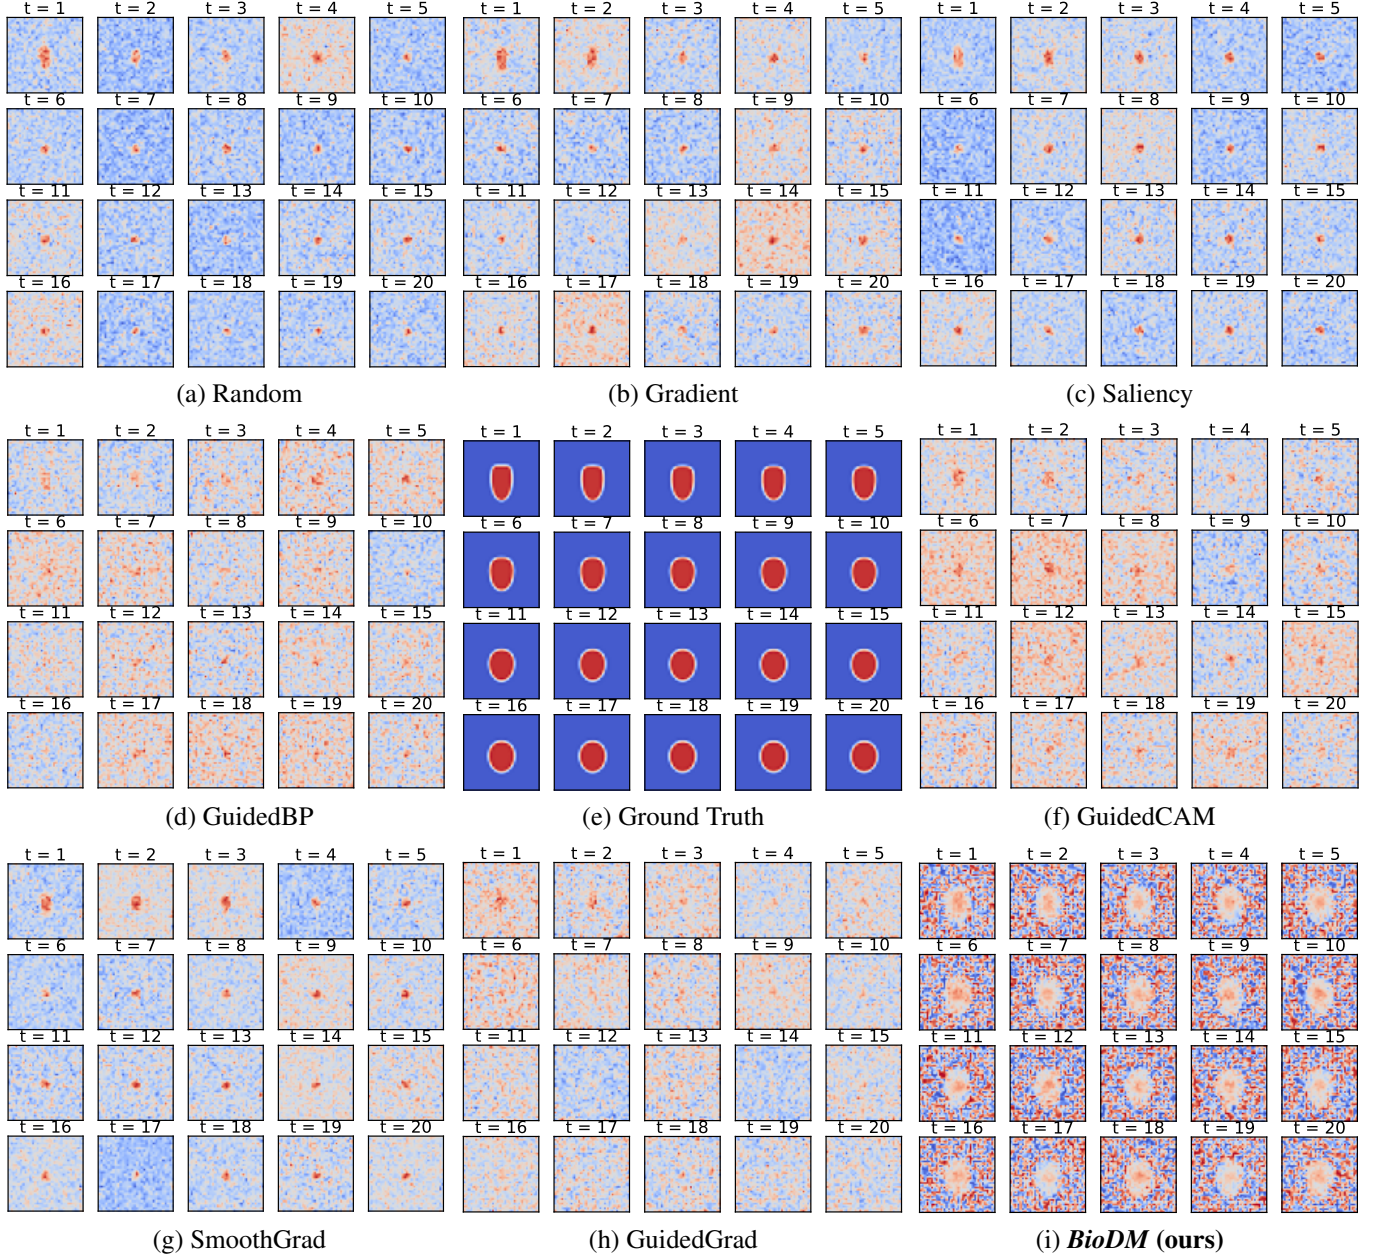 t = 1 t = 2 t = 3 t = 4 t = 5 t = 1 t = 2 t = 3 t = 4 t = 5 t = 1 t = 2 t = 3 t = 4 t = 5
t = 6 t = 7 t = 8 t = 9 t = 10 t = 6 t = 7 t = 8 t = 9 t = 10 t = 6 t = 7 t = 8 t = 9 t = 10
t = 11 t = 12 t = 13 t = 14 t = 15 t = 11 t = 12 t = 13 t = 14 t = 15 t = 11 t = 12 t = 13 t = 14 t = 15
t = 16 t = 17 t = 18 t = 19 t = 20 t = 16 t = 17 t = 18 t = 19 t = 20 t = 16 t = 17 t = 18 t = 19 t = 20
(a) Random (b) Gradient (c) Saliency
t = 1 t = 2 t = 3 t = 4 t = 5 t = 1 t = 2 t = 3 t = 4 t = 5 t = 1 t = 2 t = 3 t = 4 t = 5
t = 6 t = 7 t = 8 t = 9 t = 10 t = 6 t = 7 t = 8 t = 9 t = 10 t = 6 t = 7 t = 8 t = 9 t = 10
t = 11 t = 12 t = 13 t = 14 t = 15 t = 11 t = 12 t = 13 t = 14 t = 15 t = 11 t = 12 t = 13 t = 14 t = 15
t = 16 t = 17 t = 18 t = 19 t = 20 t = 16 t = 17 t = 18 t = 19 t = 20 t = 16 t = 17 t = 18 t = 19 t = 20
(d) GuidedBP (e) Ground Truth (f) GuidedCAM
t = 1 t = 2 t = 3 t = 4 t = 5 t = 1 t = 2 t = 3 t = 4 t = 5 t = 1 t = 2 t = 3 t = 4 t = 5
t = 6 t = 7 t = 8 t = 9 t = 10 t = 6 t = 7 t = 8 t = 9 t = 10 t = 6 t = 7 t = 8 t = 9 t = 10
t = 11 t = 12 t = 13 t = 14 t = 15 t = 11 t = 12 t = 13 t = 14 t = 15 t = 11 t = 12 t = 13 t = 14 t = 15
t = 16 t = 17 t = 18 t = 19 t = 20 t = 16 t = 17 t = 18 t = 19 t = 20 t = 16 t = 17 t = 18 t = 19 t = 20
(g) SmoothGrad (h) GuidedGrad (i) BioDM (ours)